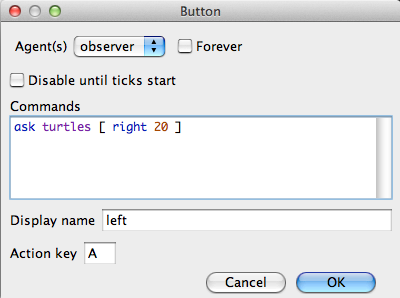 Button
Agent(s) observer Forever
Disable until ticks start
Commands
ask turtles [ right 20 ]
Display name left
Action key A
Cancel OK